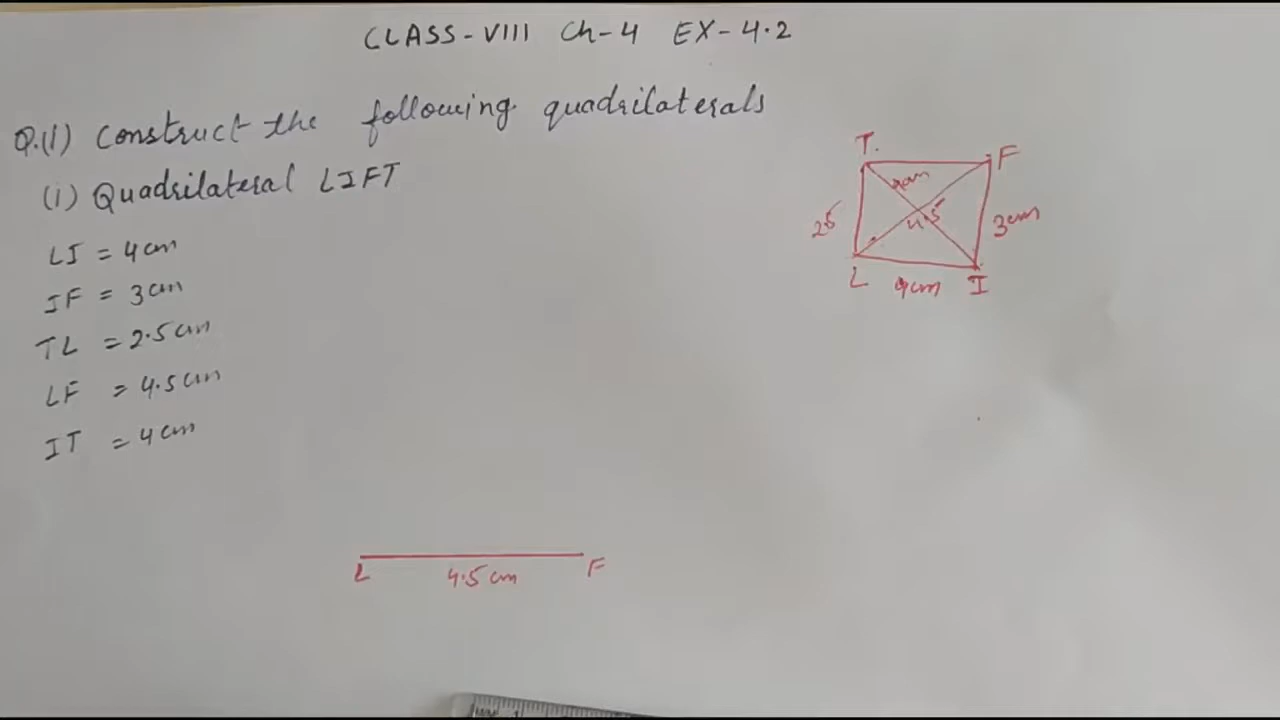 CLASS-VIII Ch-4 EX-4.2
Q.(1) Construct the following quadrilaterals
(i) Quadrilateral LIFT
LI = 4cm
IF = 3cm
TL = 2.5cm
LF = 4.5cm
IT = 4cm
T. F
4cm
4.5
2.5 3cm
L 4cm I
L 4.5cm F